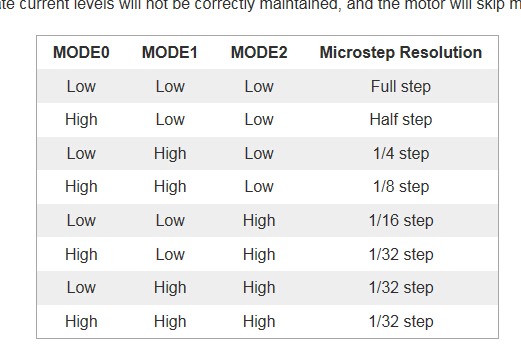 te current levels will not be correctly maintained, and the motor will skip m
MODE0 MODE1 MODE2 Microstep Resolution
Low Low Low Full step
High Low Low Half step
Low High Low 1/4 step
High High Low 1/8 step
Low Low High 1/16 step
High Low High 1/32 step
Low High High 1/32 step
High High High 1/32 step